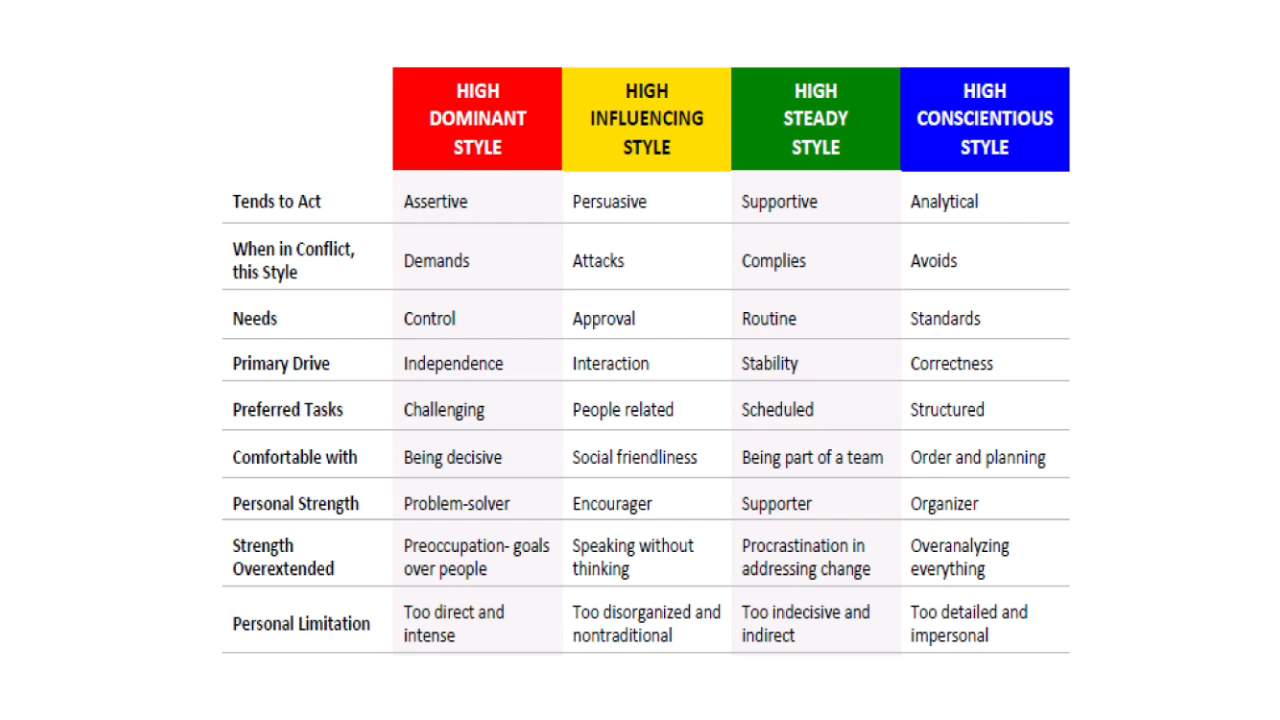 HIGH DOMINANT STYLE HIGH INFLUENCING STYLE HIGH STEADY STYLE HIGH CONSCIENTIOUS STYLE
Tends to Act Assertive Persuasive Supportive Analytical
When in Conflict, this Style Demands Attacks Complies Avoids
Needs Control Approval Routine Standards
Primary Drive Independence Interaction Stability Correctness
Preferred Tasks Challenging People related Scheduled Structured
Comfortable with Being decisive Social friendliness Being part of a team Order and planning
Personal Strength Problem-solver Encourager Supporter Organizer
Strength Overextended Preoccupation- goals over people Speaking without thinking Procrastination in addressing change Overanalyzing everything
Personal Limitation Too direct and intense Too disorganized and nontraditional Too indecisive and indirect Too detailed and impersonal